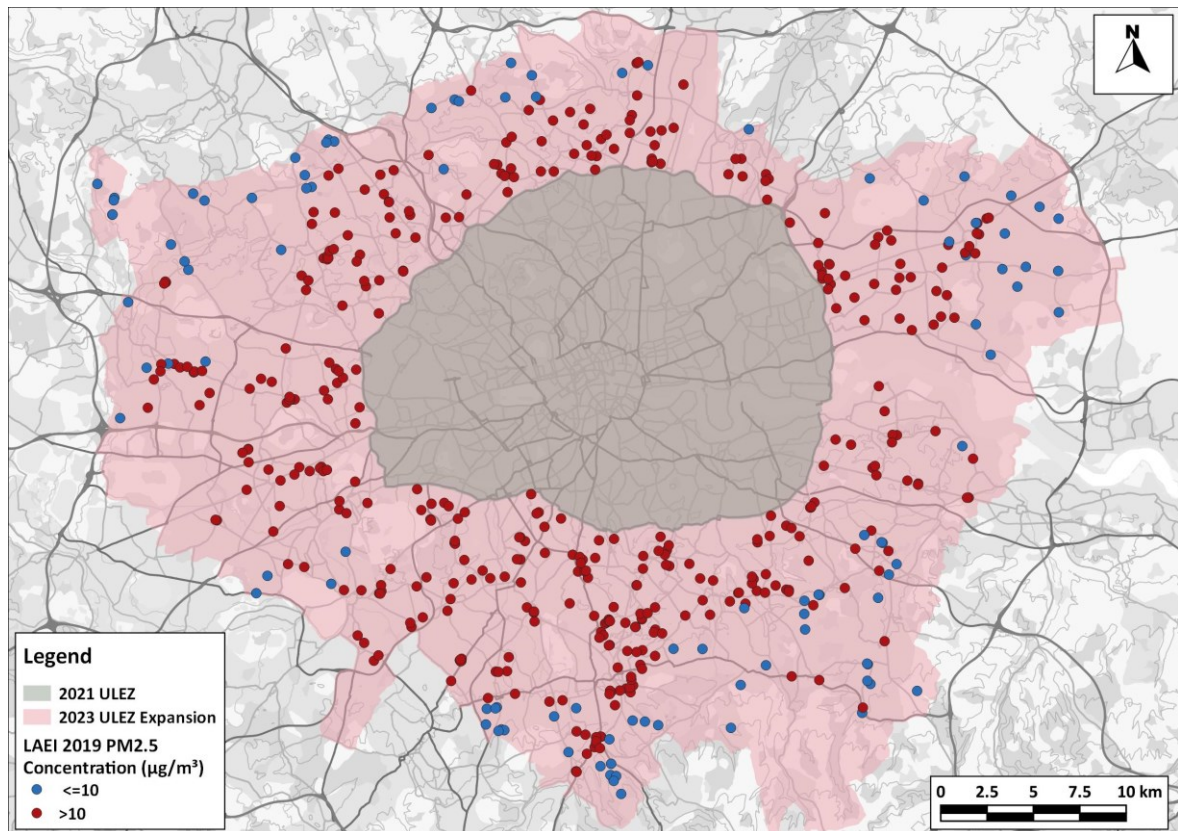 N
Legend
2021 ULEZ
2023 ULEZ Expansion
LAEI 2019 PM2.5
Concentration (µg/m³)
<=10
>10
0 2.5 5 7.5 10 km